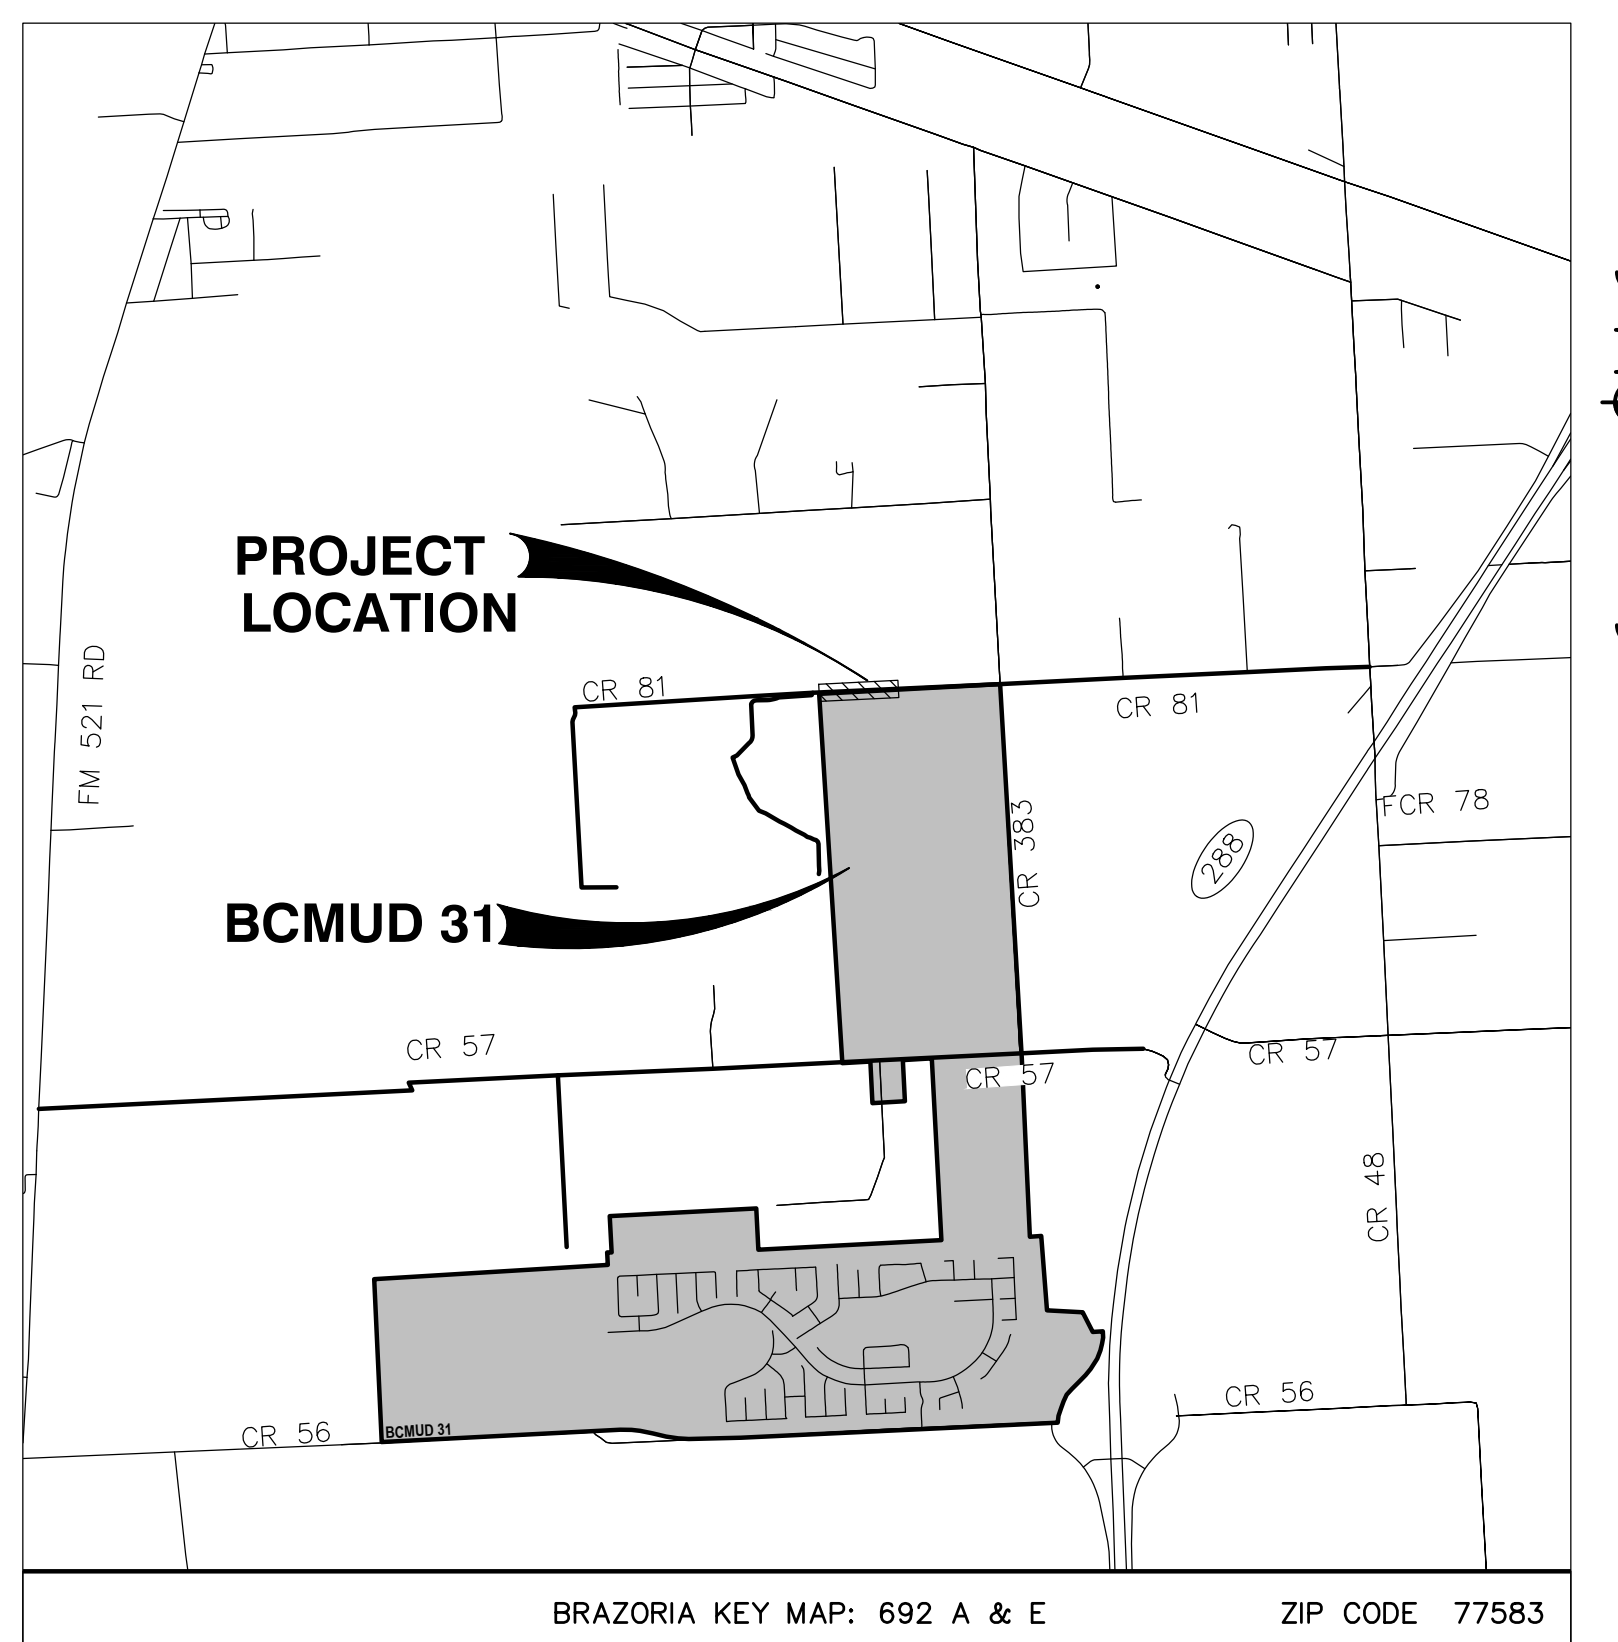 PROJECT
LOCATION
FM 521 RD
CR 81
CR 81
CR 383
288
FCR 78
BCMUD 31
CR 57
CR 57
CR 57
CR 48
CR 56
CR 56
BCMUD 31
BRAZORIA KEY MAP: 692 A & E
ZIP CODE 77583